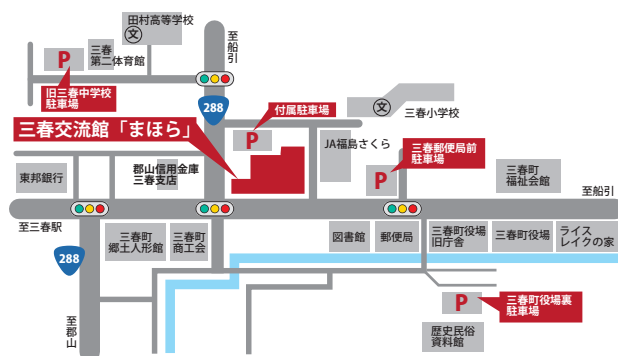 田村高等学校
文
至船引
P
三春
第二体育館
旧三春中学校
駐車場
288
付属駐車場
P
文
三春小学校
三春交流館「まほら」
JA福島さくら
三春郵便局前
駐車場
P
東邦銀行
郡山信用金庫
三春支店
三春町
福祉会館
至船引
至三春駅
288
三春町
郷土人形館
三春町
商工会
図書館
郵便局
三春町役場
旧庁舎
三春町役場
ライス
レイクの家
至郡山
P
三春町役場裏
駐車場
歴史民俗
資料館